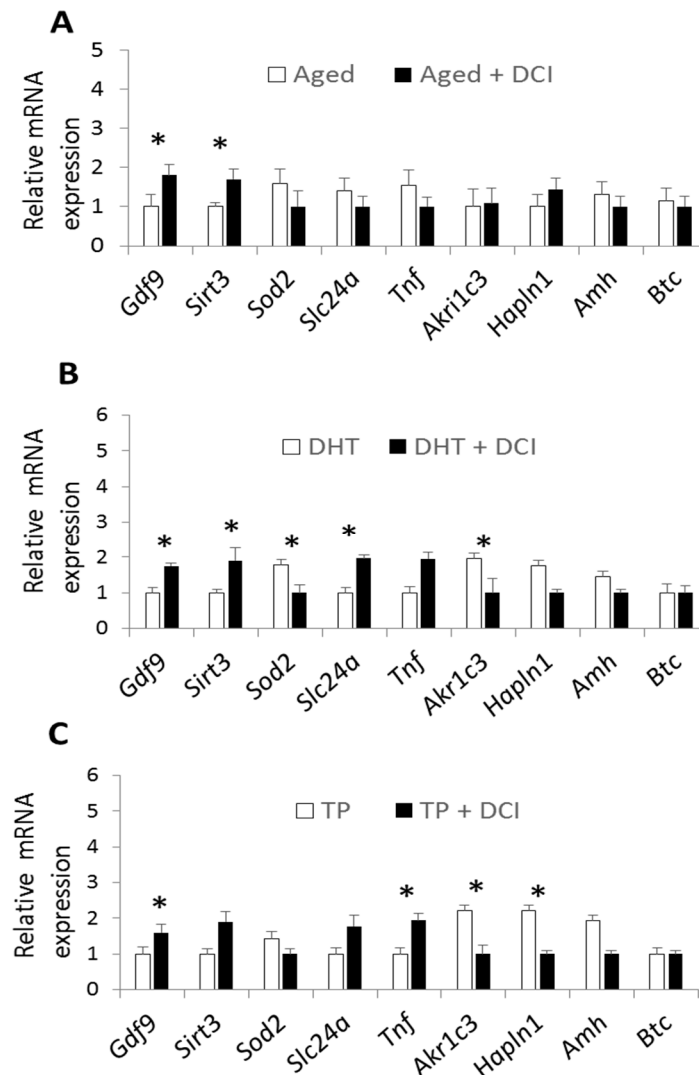 A
5
Aged Aged + DCI
4
3
* *
2
1
0
Relative mRNA
expression
Gdf9 Sirt3 Sod2 Slc24a Tnf Akri1c3 Hapln1 Amh Btc
B
6
DHT DHT + DCI
5
4
3
* * * * *
2
1
0
Relative mRNA
expression
Gdf9 Sirt3 Sod2 Slc24a Tnf Akr1c3 Hapln1 Amh Btc
C
6
TP TP + DCI
5
4
3
* * * *
2
1
0
Relative mRNA
expression
Gdf9 Sirt3 Sod2 Slc24a Tnf Akr1c3 Hapln1 Amh Btc